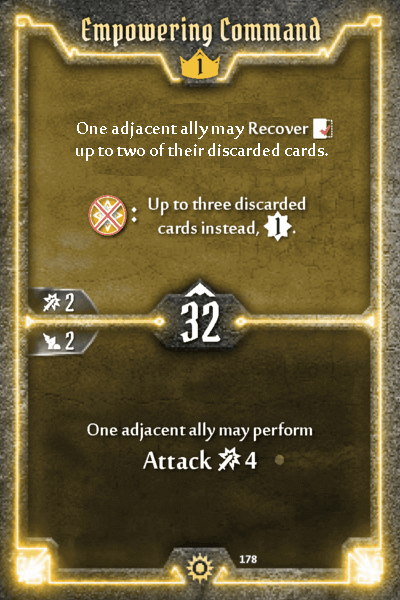 Empowering Command
1
One adjacent ally may Recover
up to two of their discarded cards.
: Up to three discarded
cards instead, 1.
2
32
2
One adjacent ally may perform
Attack 4
178